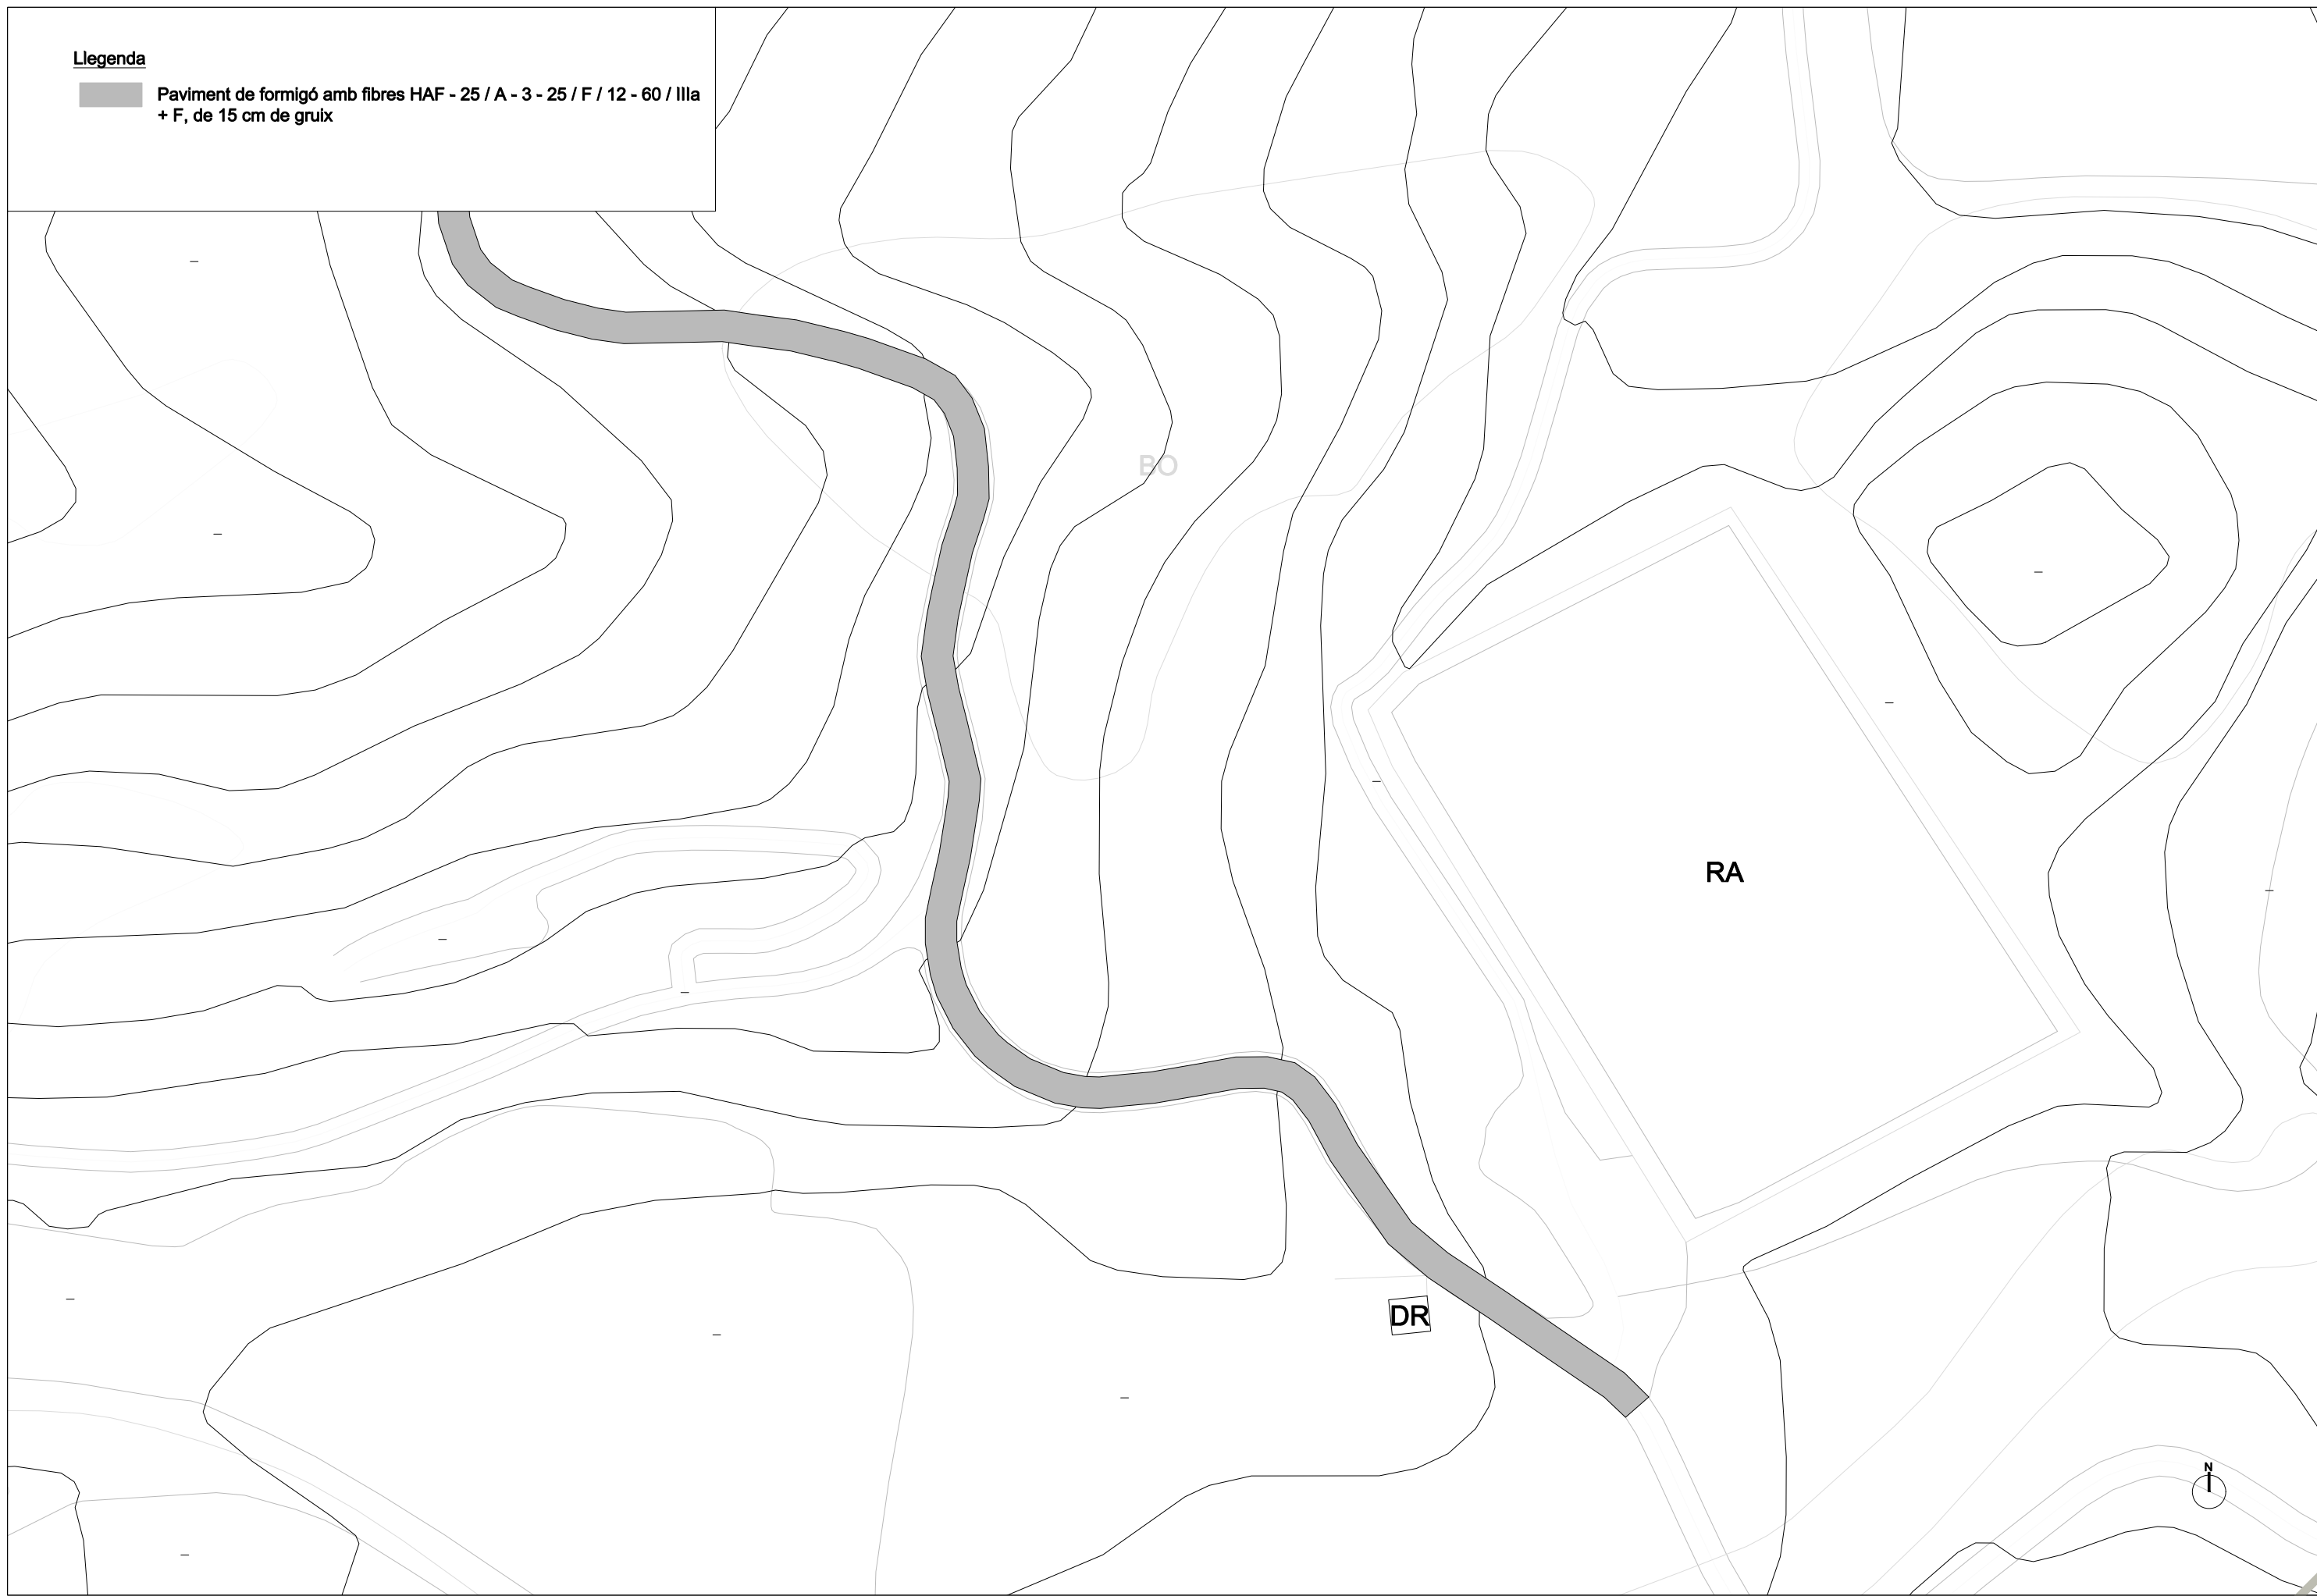 Llegenda
Paviment de formigó amb fibres HAF - 25 / A - 3 - 25 / F / 12 - 60 / IIIa
+ F, de 15 cm de gruix
BO
RA
DR
N